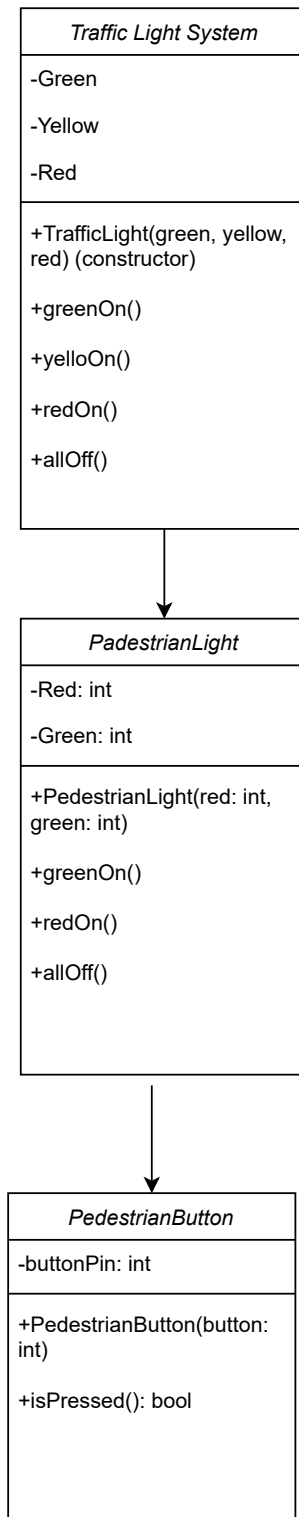 Traffic Light System
-Green
-Yellow
-Red
+TrafficLight(green, yellow,
red) (constructor)
+greenOn()
+yelloOn()
+redOn()
+allOff()
PadestrianLight
-Red: int
-Green: int
+PedestrianLight(red: int,
green: int)
+greenOn()
+redOn()
+allOff()
PedestrianButton
-buttonPin: int
+PedestrianButton(button:
int)
+isPressed(): bool